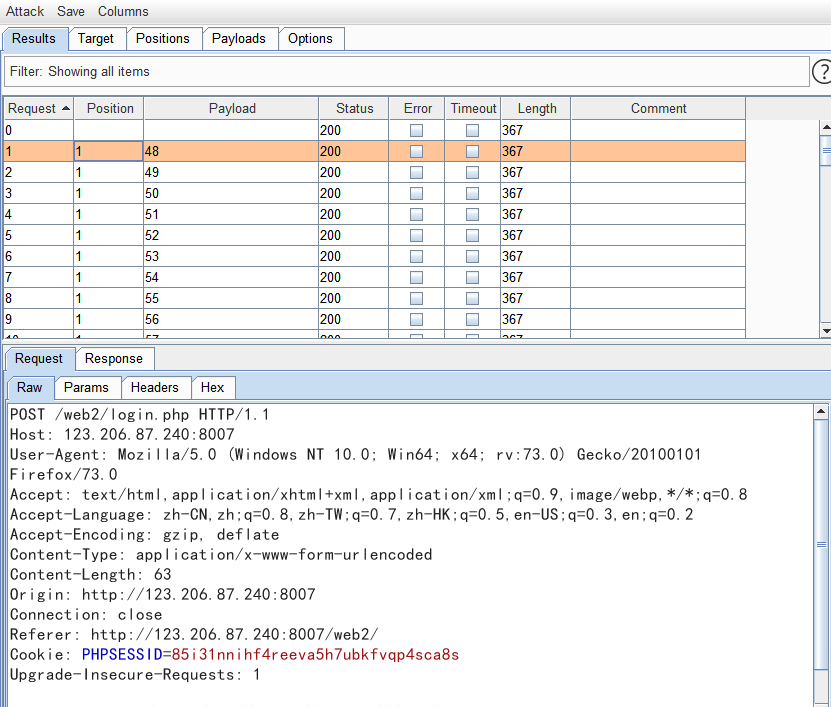 Attack Save Columns
Results Target Positions Payloads Options
Filter: Showing all items ?
Request Position Payload Status Error Timeout Length Comment
0 200 367
1 1 48 200 367
2 1 49 200 367
3 1 50 200 367
4 1 51 200 367
5 1 52 200 367
6 1 53 200 367
7 1 54 200 367
8 1 55 200 367
9 1 56 200 367
Request Response
Raw Params Headers Hex
POST /web2/login.php HTTP/1.1
Host: 123.206.87.240:8007
User-Agent: Mozilla/5.0 (Windows NT 10.0; Win64; x64; rv:73.0) Gecko/20100101
Firefox/73.0
Accept: text/html,application/xhtml+xml,application/xml;q=0.9,image/webp,*/*;q=0.8
Accept-Language: zh-CN,zh;q=0.8,zh-TW;q=0.7,zh-HK;q=0.5,en-US;q=0.3,en;q=0.2
Accept-Encoding: gzip, deflate
Content-Type: application/x-www-form-urlencoded
Content-Length: 63
Origin: http://123.206.87.240:8007
Connection: close
Referer: http://123.206.87.240:8007/web2/
Cookie: PHPSESSID=85i31nnihf4reeva5h7ubkfvqp4sca8s
Upgrade-Insecure-Requests: 1